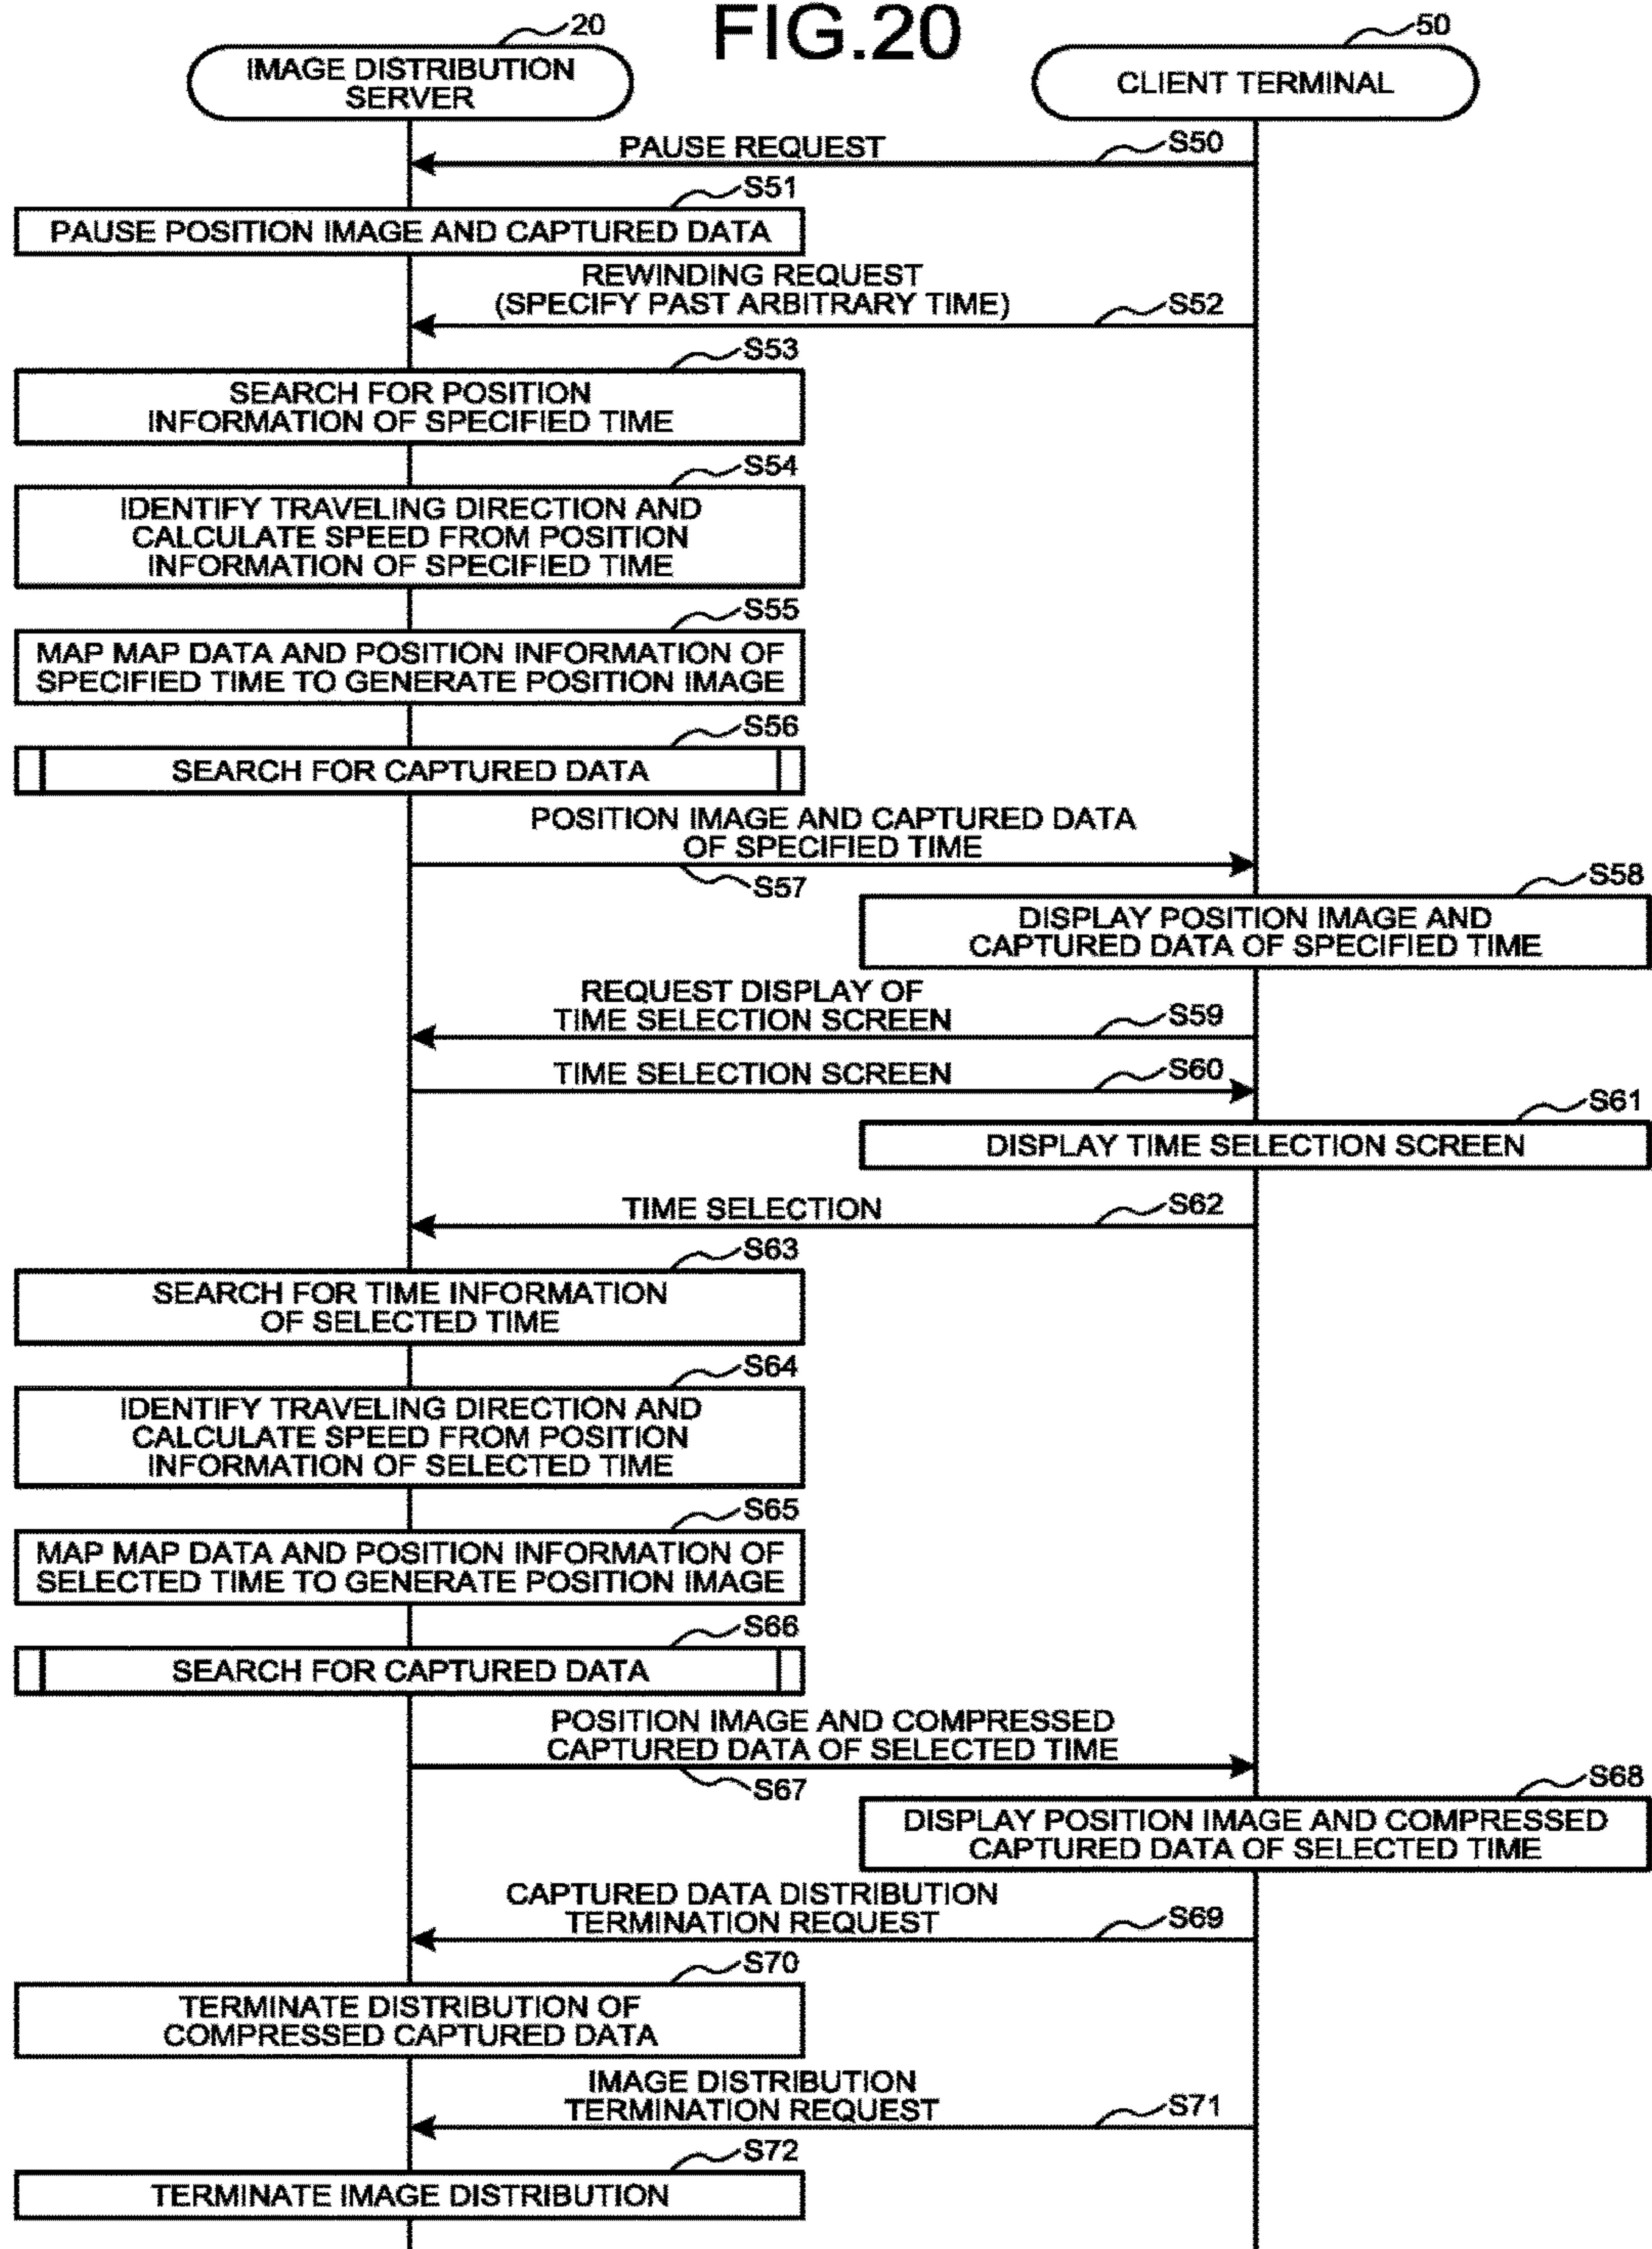 FIG.20
20
50
IMAGE DISTRIBUTION
SERVER
CLIENT TERMINAL
PAUSE REQUEST
S50
S51
PAUSE POSITION IMAGE AND CAPTURED DATA
REWINDING REQUEST
(SPECIFY PAST ARBITRARY TIME)
S52
S53
SEARCH FOR POSITION
INFORMATION OF SPECIFIED TIME
S54
IDENTIFY TRAVELING DIRECTION AND
CALCULATE SPEED FROM POSITION
INFORMATION OF SPECIFIED TIME
S55
MAP MAP DATA AND POSITION INFORMATION OF
SPECIFIED TIME TO GENERATE POSITION IMAGE
S56
SEARCH FOR CAPTURED DATA
POSITION IMAGE AND CAPTURED DATA
OF SPECIFIED TIME
S57
S58
DISPLAY POSITION IMAGE AND
CAPTURED DATA OF SPECIFIED TIME
REQUEST DISPLAY OF
TIME SELECTION SCREEN
S59
TIME SELECTION SCREEN
S60
S61
DISPLAY TIME SELECTION SCREEN
TIME SELECTION
S62
S63
SEARCH FOR TIME INFORMATION
OF SELECTED TIME
S64
IDENTIFY TRAVELING DIRECTION AND
CALCULATE SPEED FROM POSITION
INFORMATION OF SELECTED TIME
S65
MAP MAP DATA AND POSITION INFORMATION OF
SELECTED TIME TO GENERATE POSITION IMAGE
S66
SEARCH FOR CAPTURED DATA
POSITION IMAGE AND COMPRESSED
CAPTURED DATA OF SELECTED TIME
S67
S68
DISPLAY POSITION IMAGE AND COMPRESSED
CAPTURED DATA OF SELECTED TIME
CAPTURED DATA DISTRIBUTION
TERMINATION REQUEST
S69
S70
TERMINATE DISTRIBUTION OF
COMPRESSED CAPTURED DATA
IMAGE DISTRIBUTION
TERMINATION REQUEST
S71
S72
TERMINATE IMAGE DISTRIBUTION